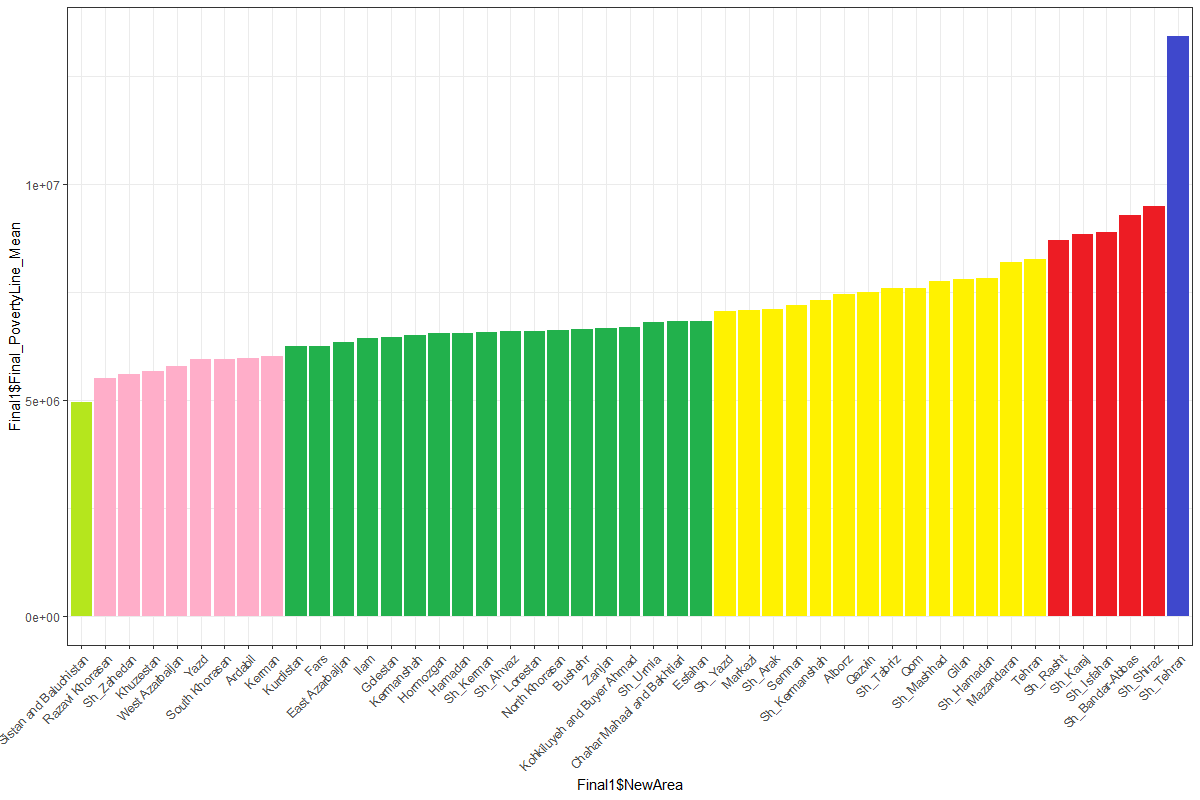 Final1$Final_PovertyLine_Mean
1e+07
5e+06
0e+00
Sistan and Baluchistan
Razavi Khorasan
Sh_Zahedan
Khuzestan
West Azarbaijan
Yazd
South Khorasan
Ardabil
Kerman
Kurdistan
Fars
East Azarbaijan
Ilam
Golestan
Kermanshah
Hormozgan
Hamadan
Sh_Kerman
Sh_Ahvaz
Lorestan
North Khorasan
Bushehr
Zanjan
Kohkiluyeh and Buyer Ahmad
Sh_Urmia
Chahar Mahaal and Bakhtiari
Esfahan
Sh_Yazd
Markazi
Sh_Arak
Semnan
Sh_Kermanshah
Alborz
Qazvin
Sh_Tabriz
Qom
Sh_Mashhad
Gilan
Sh_Hamadan
Mazandaran
Tehran
Sh_Rasht
Sh_Karaj
Sh_Isfahan
Sh_Bandar-Abbas
Sh_Shiraz
Sh_Tehran
Final1$NewArea